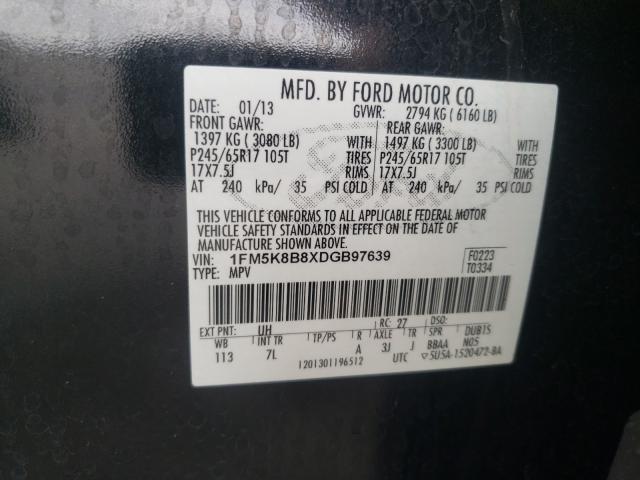 MFD. BY FORD MOTOR CO.
DATE: 01/13 GVWR: 2794 KG ( 6160 LB)
FRONT GAWR: REAR GAWR:
1397 KG ( 3080 LB) WITH 1497 KG ( 3300 LB) WITH
P245/65R17 105T TIRES P245/65R17 105T TIRES
17X7.5J RIMS 17X7.5J RIMS
AT 240 kPa/ 35 PSI COLD AT 240 kPa/ 35 PSI COLD
THIS VEHICLE CONFORMS TO ALL APPLICABLE FEDERAL MOTOR
VEHICLE SAFETY STANDARDS IN EFFECT ON THE DATE OF
MANUFACTURE SHOWN ABOVE.
VIN: 1FM5K8B8XDGB97639 F0223
TYPE: MPV T0334
EXT PNT: UH RC: 27 DSO:
WB INT TR TP/PS R AXLE TR SPR DUB1S
113 7L A 3J J BBAA N0S
1201301196512 UTC ▽5U5A-1520472-BA